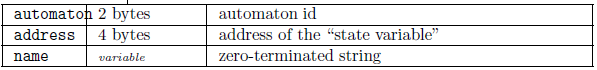 automaton 2 bytes automaton id
address 4 bytes address of the “state variable”
name variable zero-terminated string